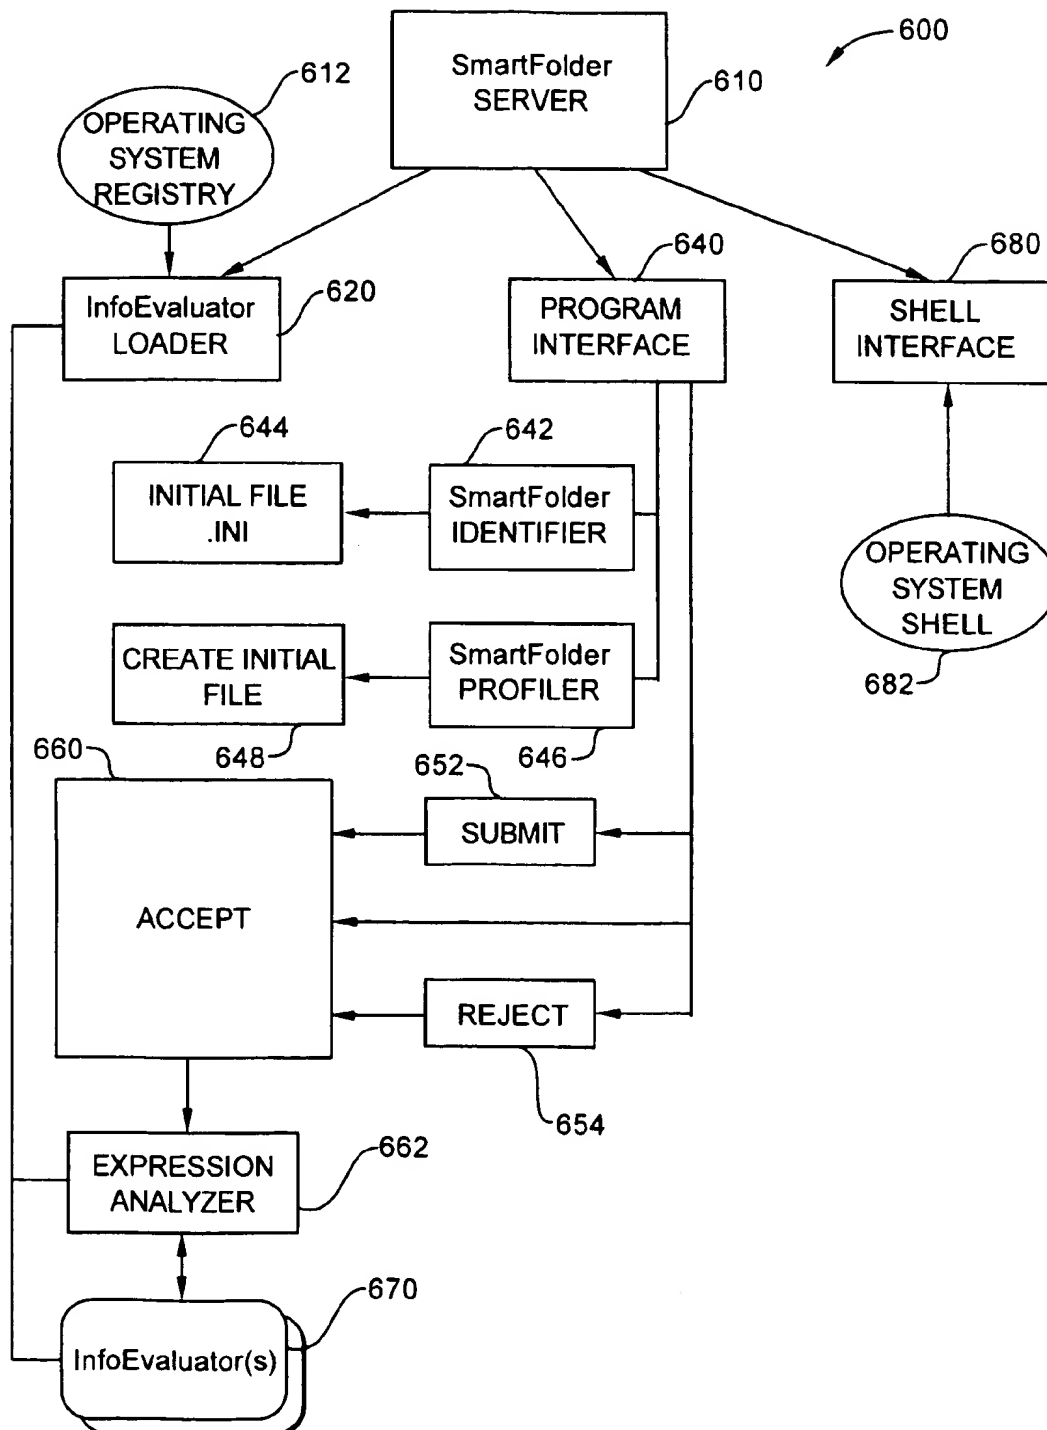 600
SmartFolder
SERVER
610
612
OPERATING
SYSTEM
REGISTRY
640
680
InfoEvaluator
LOADER
620
PROGRAM
INTERFACE
SHELL
INTERFACE
644
642
INITIAL FILE
.INI
SmartFolder
IDENTIFIER
OPERATING
SYSTEM
SHELL
682
CREATE INITIAL
FILE
SmartFolder
PROFILER
648
646
660
652
SUBMIT
ACCEPT
REJECT
654
EXPRESSION
ANALYZER
662
670
InfoEvaluator(s)